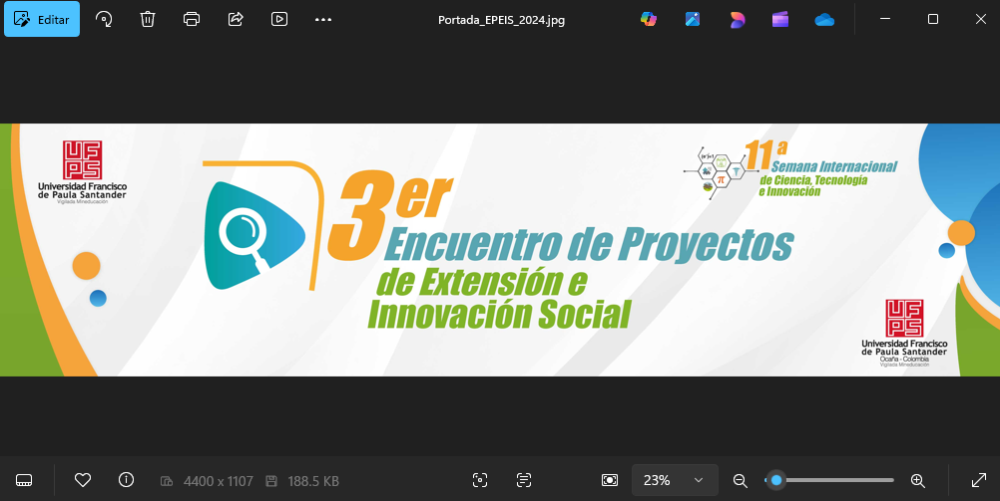 Editar
Portada_EPEIS_2024.jpg
UFPS
Universidad Francisco
de Paula Santander
Vigilada Mineducación
11ª
Semana Internacional
de Ciencia, Tecnología
e Innovación
π
3er
Encuentro de Proyectos
de Extensión e
Innovación Social
UFPS
Universidad Francisco
de Paula Santander
Ocaña - Colombia
Vigilada Mineducación
4400 x 1107
188.5 KB
23%